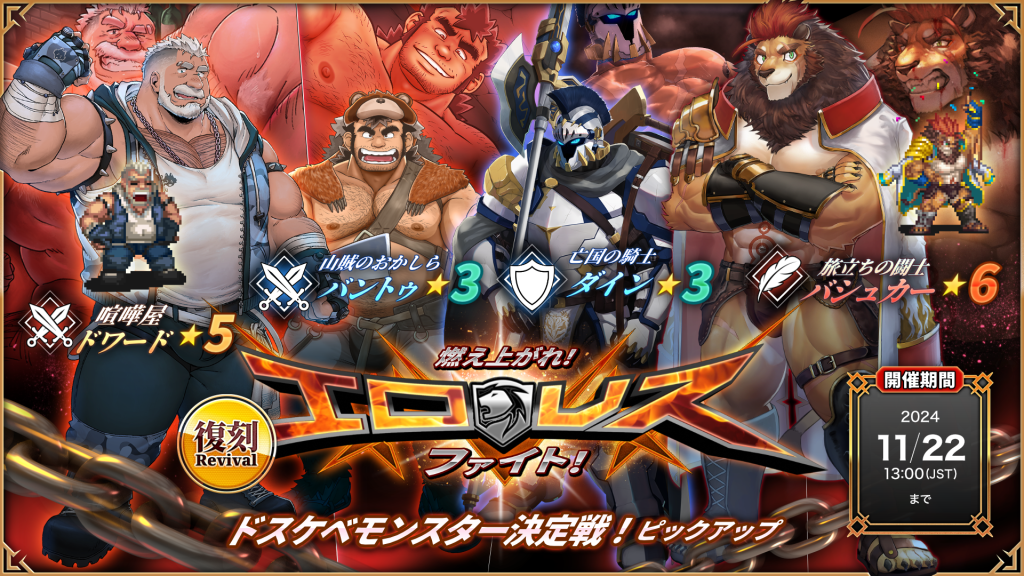 喧嘩屋
ドワード★5
山賊のおかしら
バントゥ★3
亡国の騎士
ダイン★3
旅立ちの闘士
バシュカー★6
燃え上がれ!
エロレス
ファイト!
復刻
Revival
ドスケベモンスター決定戦!ピックアップ
開催期間
2024
11/22
13:00(JST)
まで